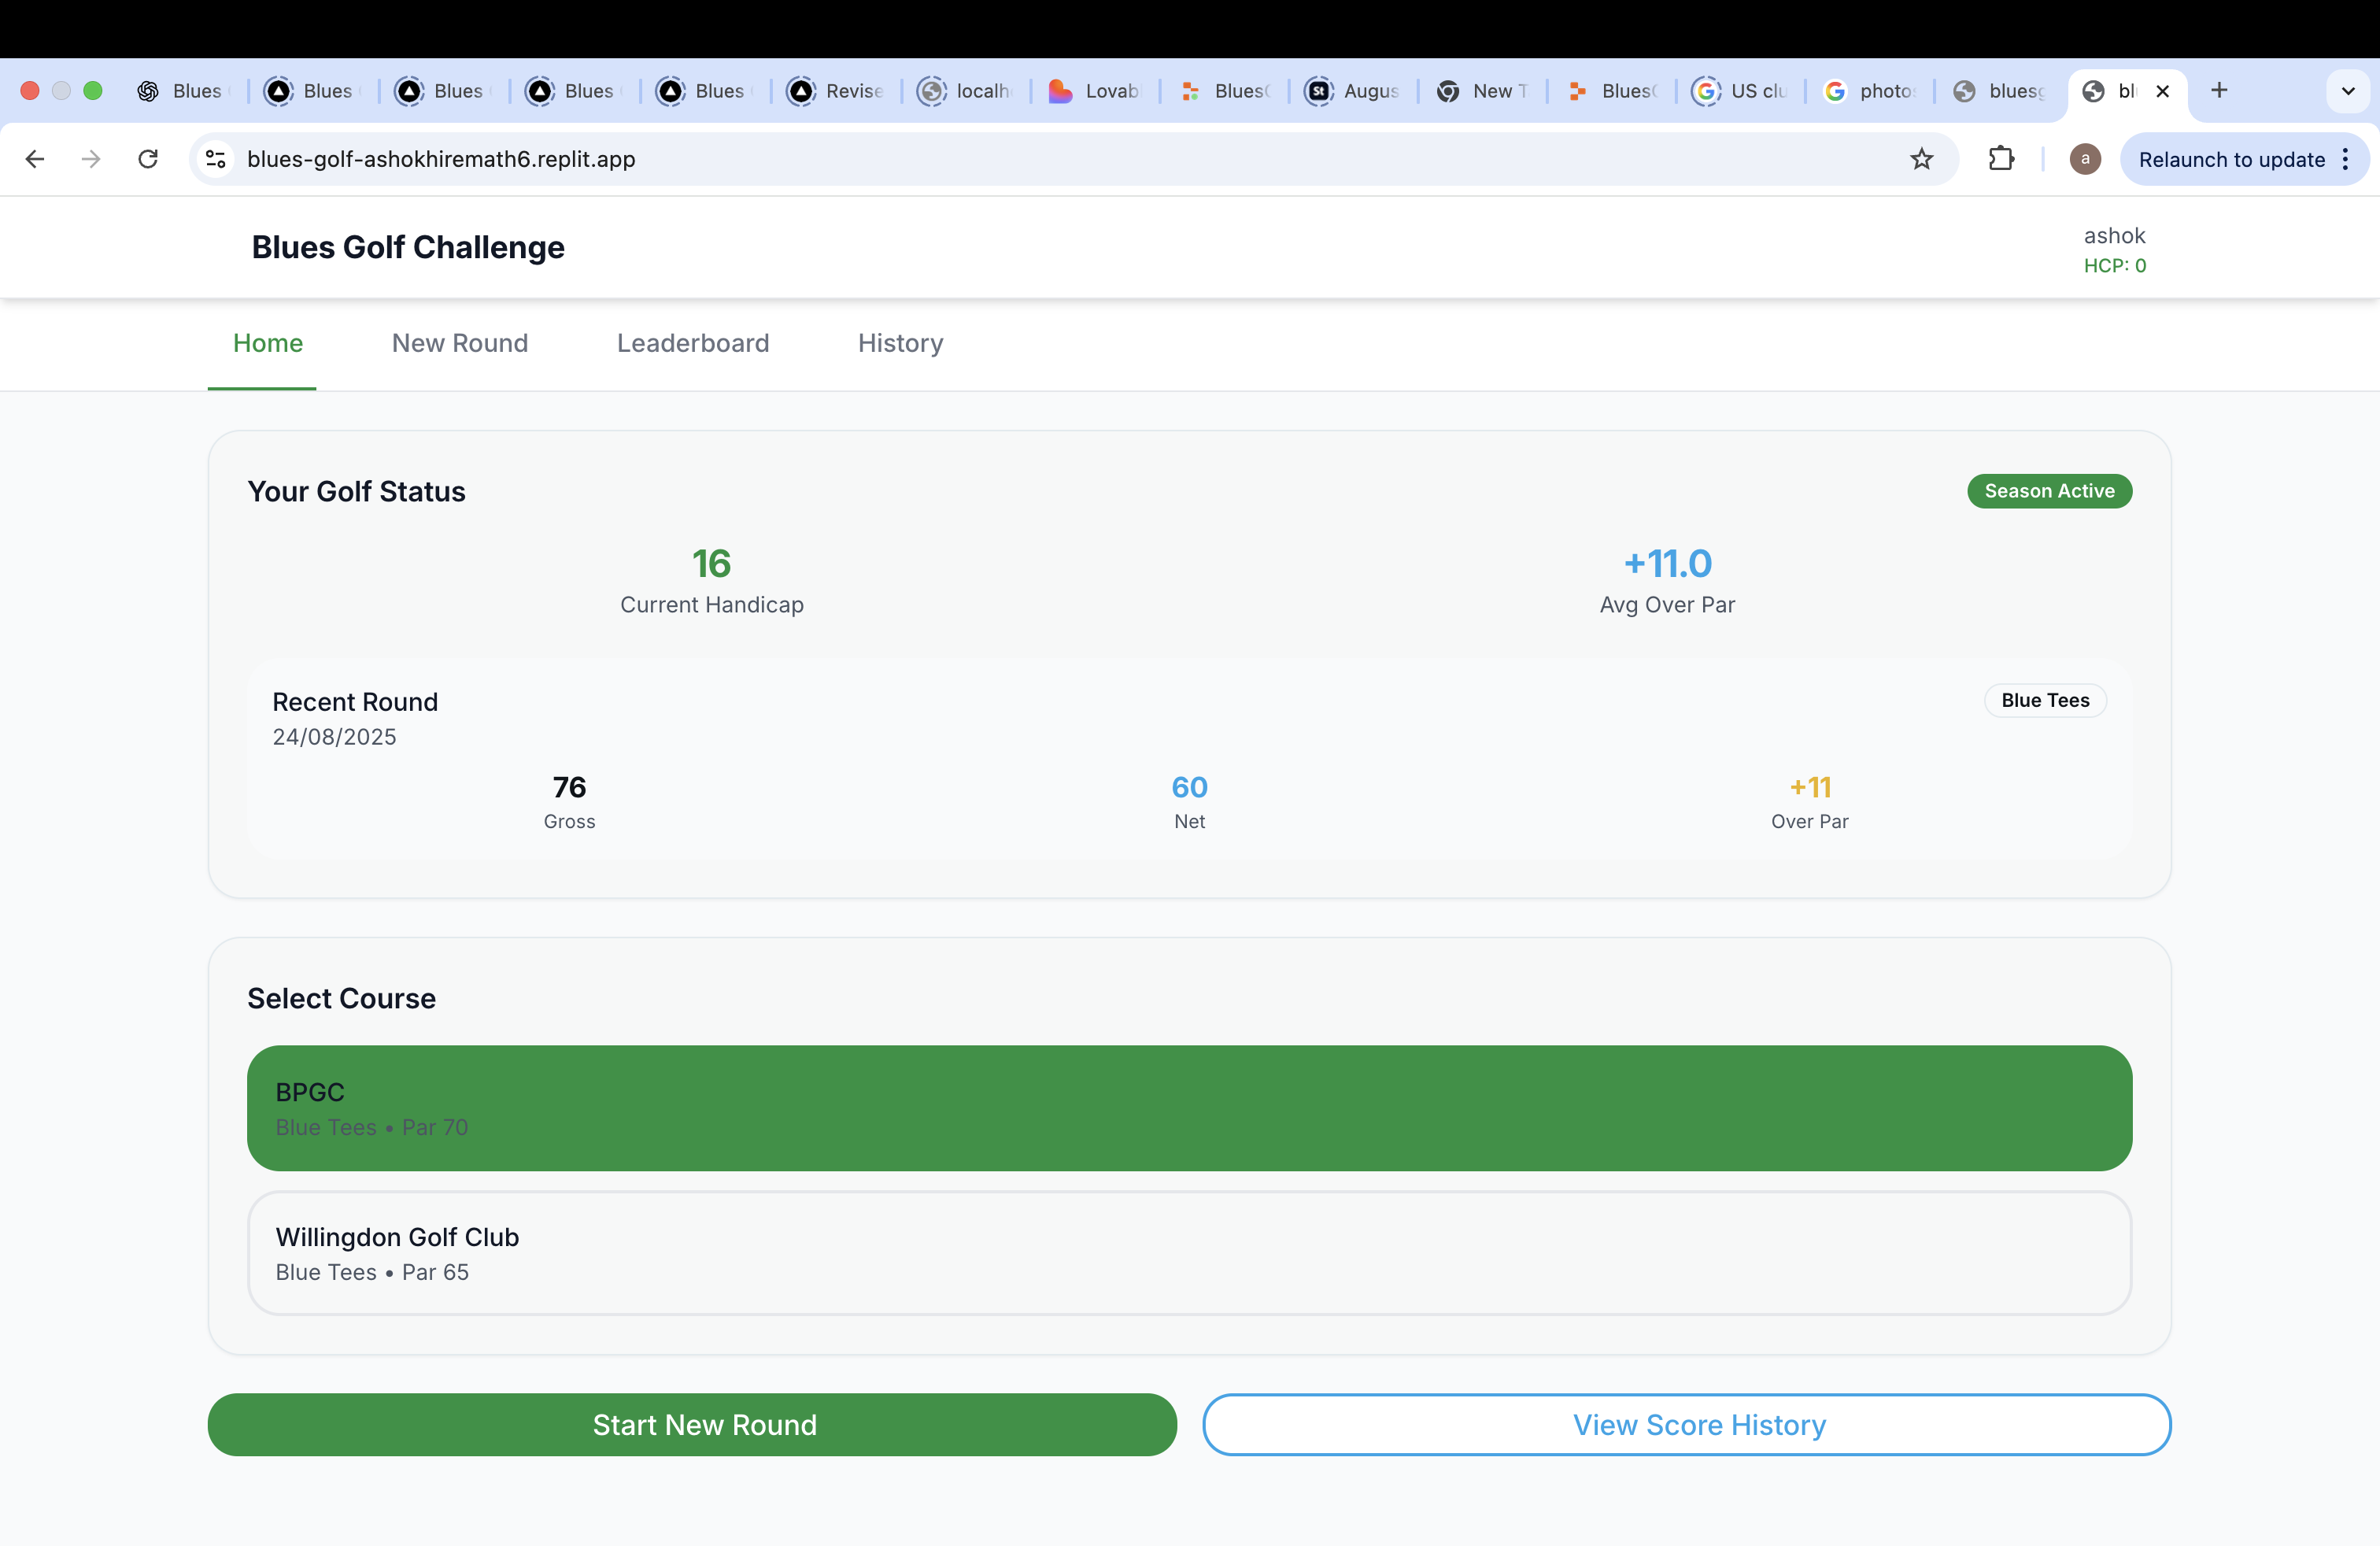 Blues
Blues
Blues
Blues
Blues
Revise
localh
Lovab
Blues
Augus
New T
Blues
US clu
photos
bluesg
bl
blues-golf-ashokhiremath6.replit.app
a
Relaunch to update
Blues Golf Challenge
ashok
HCP: 0
Home
New Round
Leaderboard
History
Your Golf Status
Season Active
16
+11.0
Current Handicap
Avg Over Par
Recent Round
Blue Tees
24/08/2025
76
60
+11
Gross
Net
Over Par
Select Course
BPGC
Blue Tees • Par 70
Willingdon Golf Club
Blue Tees • Par 65
Start New Round
View Score History